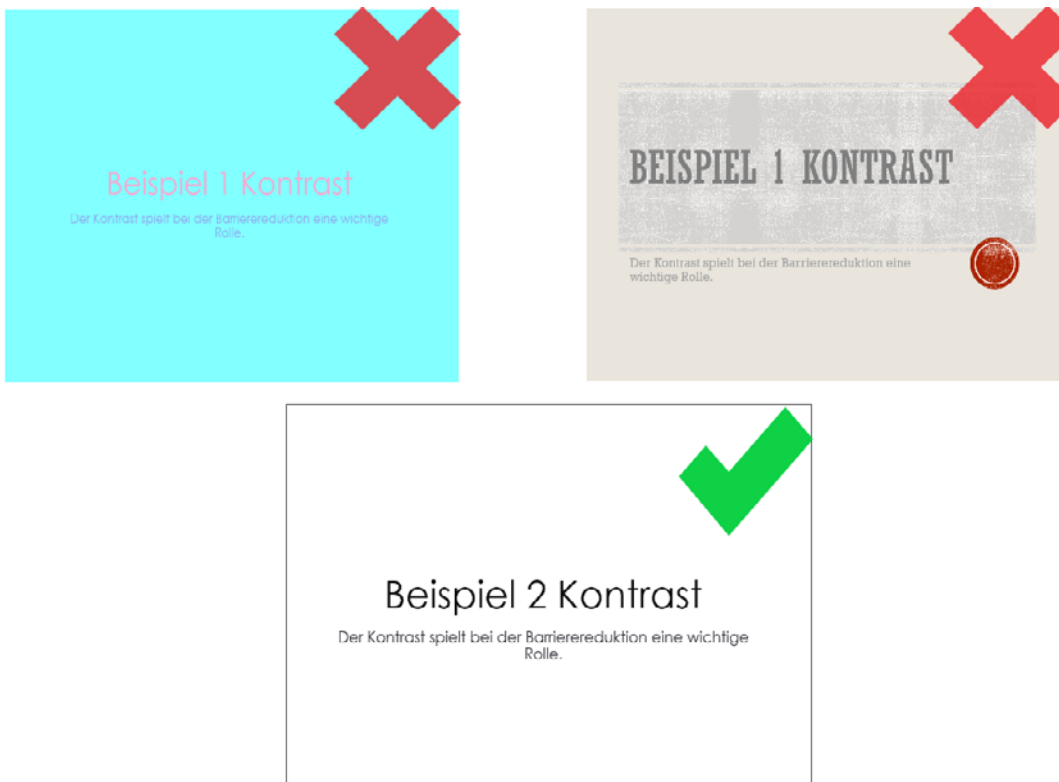 Beispiel 1 Kontrast
Der Kontrast spielt bei der Barrierereduktion eine wichtige
Rolle.
BEISPIEL 1 KONTRAST
Der Kontrast spielt bei der Barrierereduktion eine
wichtige Rolle.
Beispiel 2 Kontrast
Der Kontrast spielt bei der Barrierereduktion eine wichtige
Rolle.